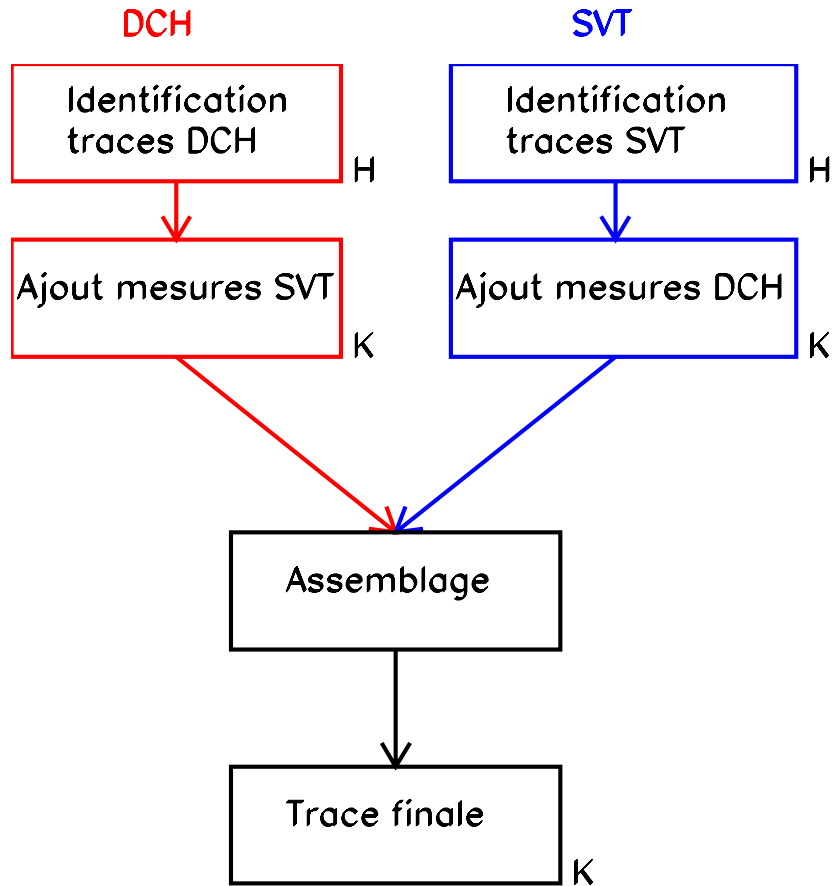 DCH
SVT
Identification
traces DCH
H
Identification
traces SVT
H
Ajout mesures SVT
K
Ajout mesures DCH
K
Assemblage
Trace finale
K